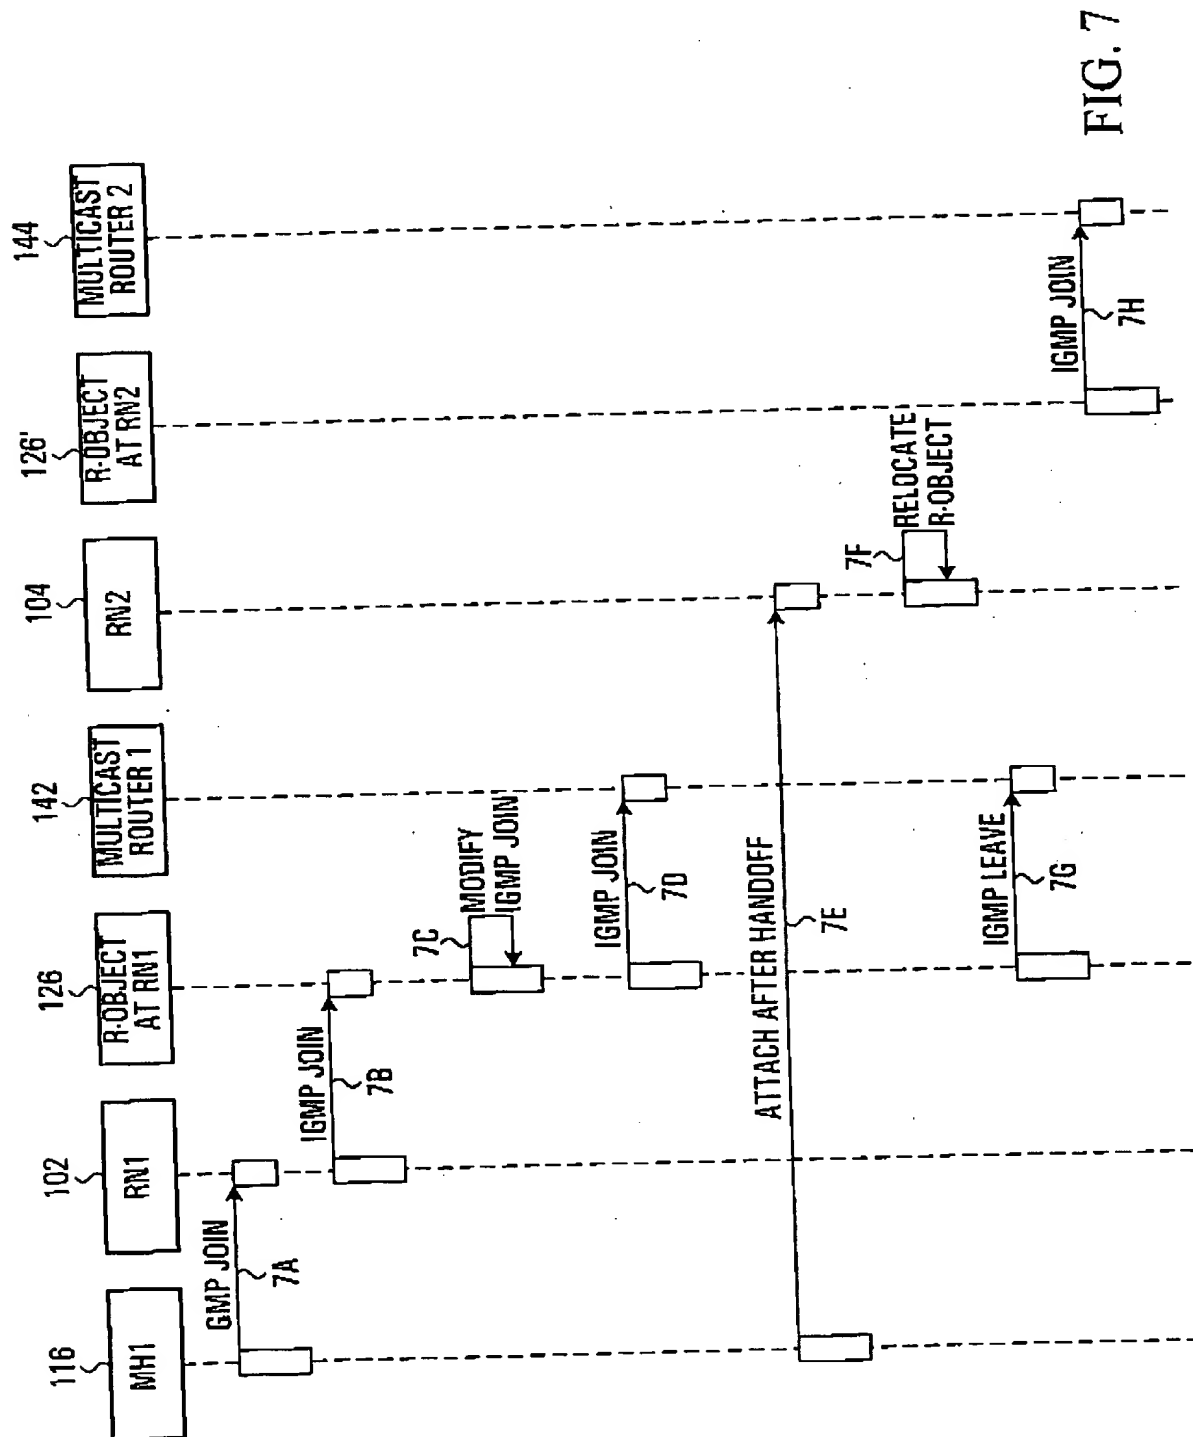 116
MH1
102
RN1
126
R-OBJECT
AT RN1
142
MULTICAST
ROUTER 1
104
RN2
126'
R-OBJECT
AT RN2
144
MULTICAST
ROUTER 2
GMP JOIN
7A
IGMP JOIN
7B
7C
MODIFY
IGMP JOIN
IGMP JOIN
7D
ATTACH AFTER HANDOFF
7E
7F
RELOCATE
R-OBJECT
IGMP LEAVE
7G
IGMP JOIN
7H
FIG. 7